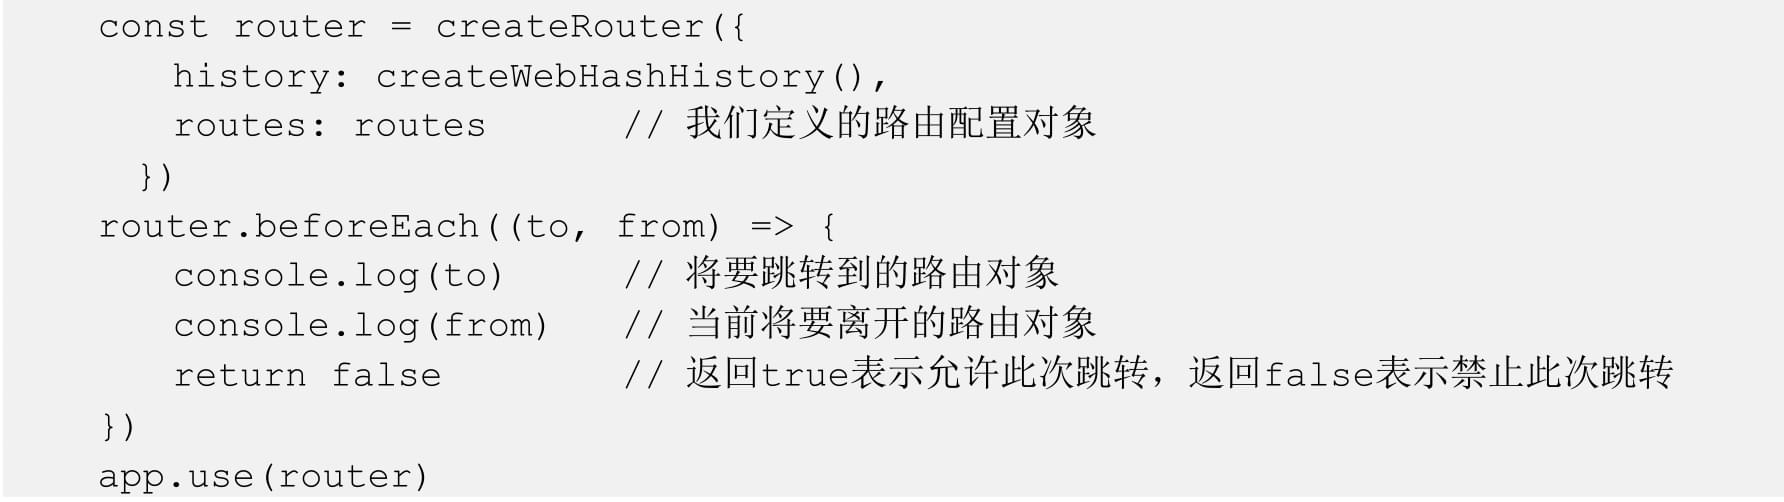 const router = createRouter({
history: createWebHashHistory(),
routes: routes // 我们定义的路由配置对象
})
router.beforeEach((to, from) => {
console.log(to) // 将要跳转到的路由对象
console.log(from) // 当前将要离开的路由对象
return false // 返回true表示允许此次跳转，返回false表示禁止此次跳转
})
app.use(router)